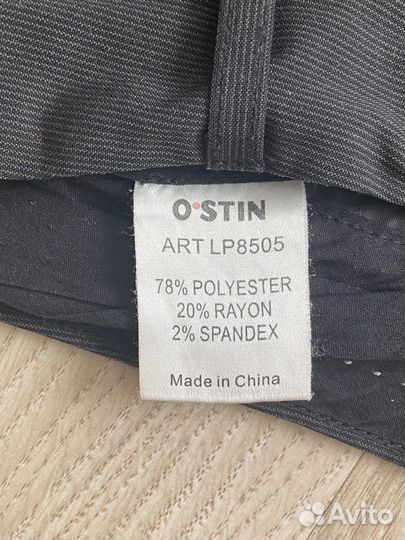 O'STIN
ART LP8505
78% POLYESTER
20% RAYON
2% SPANDEX
Made in China
Avito